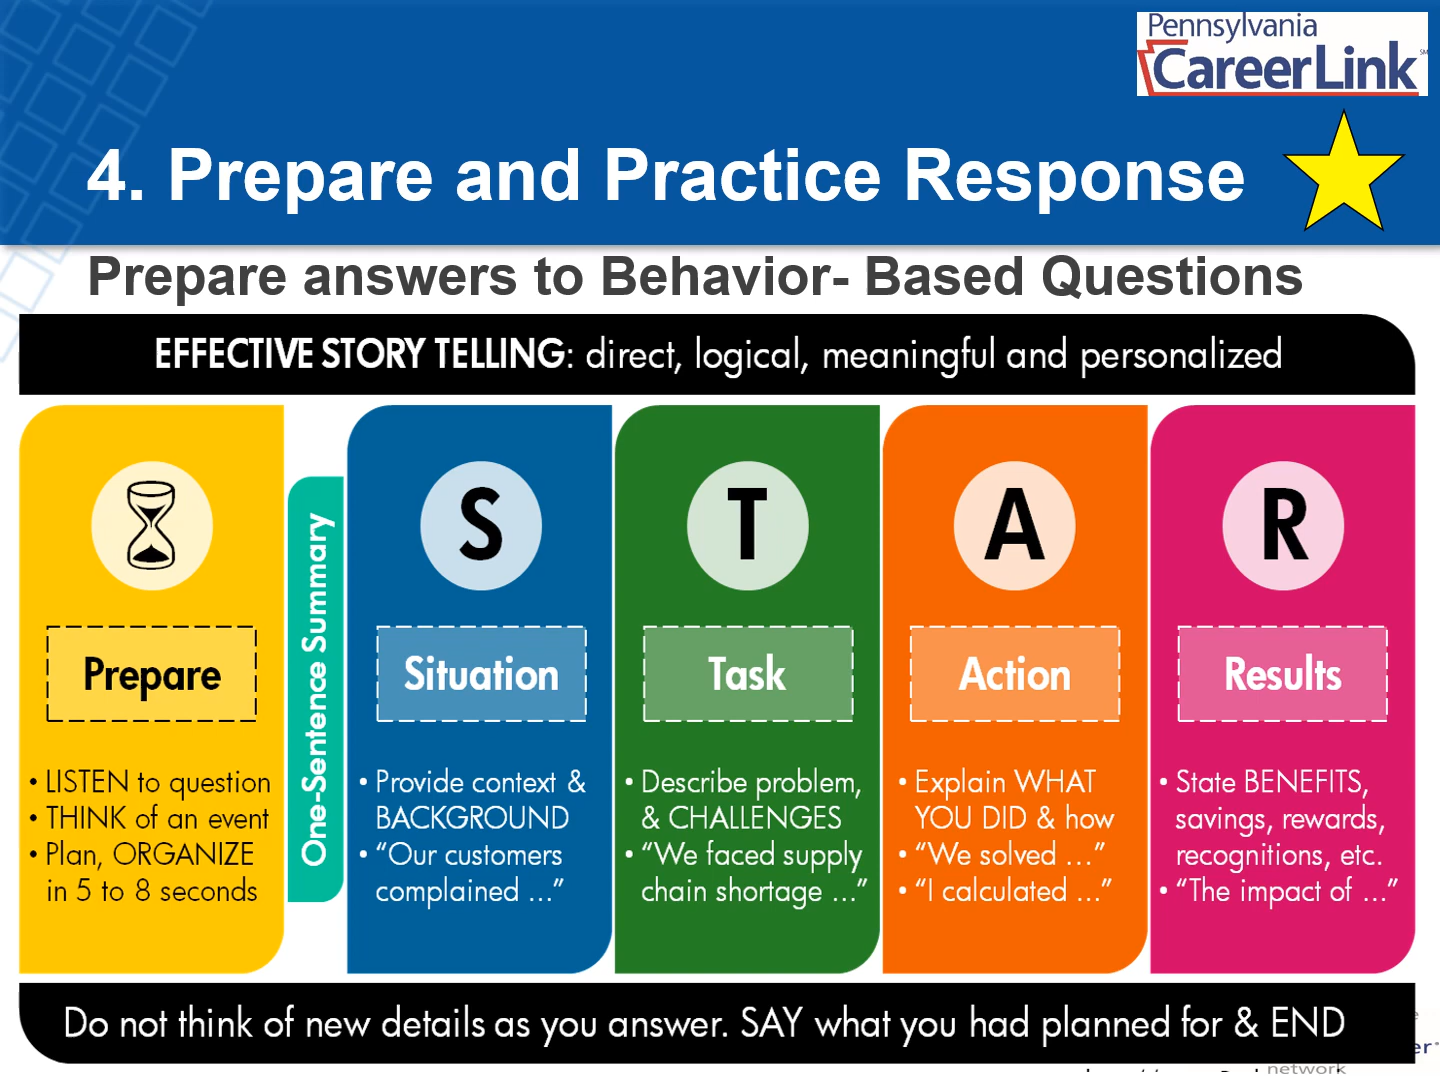 Pennsylvania
CareerLink
SM
4. Prepare and Practice Response
Prepare answers to Behavior- Based Questions
EFFECTIVE STORY TELLING: direct, logical, meaningful and personalized
Prepare
• LISTEN to question
• THINK of an event
• Plan, ORGANIZE
in 5 to 8 seconds
One-Sentence Summary
S
Situation
• Provide context &
BACKGROUND
• “Our customers
complained ...”
T
Task
• Describe problem,
& CHALLENGES
• “We faced supply
chain shortage ...”
A
Action
• Explain WHAT
YOU DID & how
• “We solved ...”
• “I calculated ...”
R
Results
• State BENEFITS,
savings, rewards,
recognitions, etc.
• “The impact of ...”
Do not think of new details as you answer. SAY what you had planned for & END
network